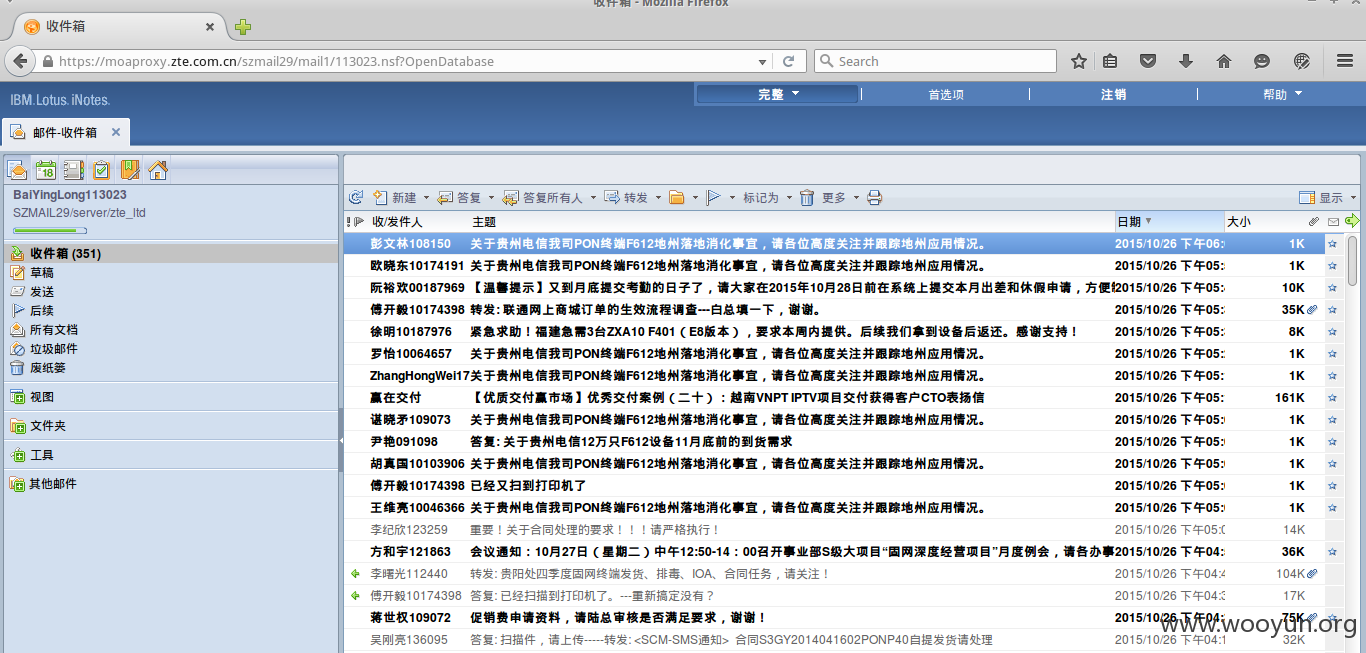 收件箱 - Mozilla Firefox
收件箱
https://moaproxy.zte.com.cn/szmail29/mail1/113023.nsf?OpenDatabase
Search
IBM.Lotus.iNotes.
完整 首选项 注销 帮助
邮件-收件箱
BaiYingLong113023
SZMAIL29/server/zte_ltd
收件箱 (351)
草稿
发送
后续
所有文档
垃圾邮件
废纸篓
视图
文件夹
工具
其他邮件
新建 答复 答复所有人 转发 标记为 更多 显示
收/发件人 主题 日期 大小
彭文林108150 关于贵州电信我司PON终端F612地州落地消化事宜，请各位高度关注并跟踪地州应用情况。 2015/10/26 下午06: 1K
欧晓东10174191 关于贵州电信我司PON终端F612地州落地消化事宜，请各位高度关注并跟踪地州应用情况。 2015/10/26 下午05: 1K
阮裕欢00187969 【温馨提示】又到月底提交考勤的日子了，请大家在2015年10月28日前在系统上提交本月出差和休假申请，方便 2015/10/26 下午05: 10K
傅开毅10174398 转发: 联通网上商城订单的生效流程调查---白总填一下，谢谢。 2015/10/26 下午05: 35K
徐明10187976 紧急求助！福建急需3台ZXA10 F401（E8版本），要求本周内提供。后续我们拿到设备后返还。感谢支持！ 2015/10/26 下午05: 8K
罗怡10064657 关于贵州电信我司PON终端F612地州落地消化事宜，请各位高度关注并跟踪地州应用情况。 2015/10/26 下午05: 1K
ZhangHongWei17 关于贵州电信我司PON终端F612地州落地消化事宜，请各位高度关注并跟踪地州应用情况。 2015/10/26 下午05: 1K
赢在交付 【优质交付赢市场】优秀交付案例（二十）：越南VNPT IPTV项目交付获得客户CTO表扬信 2015/10/26 下午05: 161K
谌晓矛109073 关于贵州电信我司PON终端F612地州落地消化事宜，请各位高度关注并跟踪地州应用情况。 2015/10/26 下午05: 1K
尹艳091098 答复: 关于贵州电信12万只F612设备11月底前的到货需求 2015/10/26 下午05: 1K
胡真国10103906 关于贵州电信我司PON终端F612地州落地消化事宜，请各位高度关注并跟踪地州应用情况。 2015/10/26 下午05: 1K
傅开毅10174398 已经又扫到打印机了 2015/10/26 下午05: 1K
王维亮10046366 关于贵州电信我司PON终端F612地州落地消化事宜，请各位高度关注并跟踪地州应用情况。 2015/10/26 下午05: 1K
李纪欣123259 重要！关于合同处理的要求！！！请严格执行！ 2015/10/26 下午05: 14K
方和宇121863 会议通知：10月27日（星期二）中午12:50-14：00召开事业部S级大项目“固网深度经营项目”月度例会，请各办事 2015/10/26 下午04: 36K
李曙光112440 转发: 贵阳处四季度固网终端发货、排毒、IOA、合同任务，请关注！ 2015/10/26 下午04: 104K
傅开毅10174398 答复: 已经扫描到打印机了。---重新搞定没有？ 2015/10/26 下午04: 17K
蒋世权109072 促销费申请资料，请陆总审核是否满足要求，谢谢！ 2015/10/26 下午04: 75K
吴刚亮136095 答复: 扫描件，请上传-----转发: <SCM-SMS通知> 合同S3GY2014041602PONP40自提发货请处理 2015/10/26 下午04: 32K
www.wooyun.org